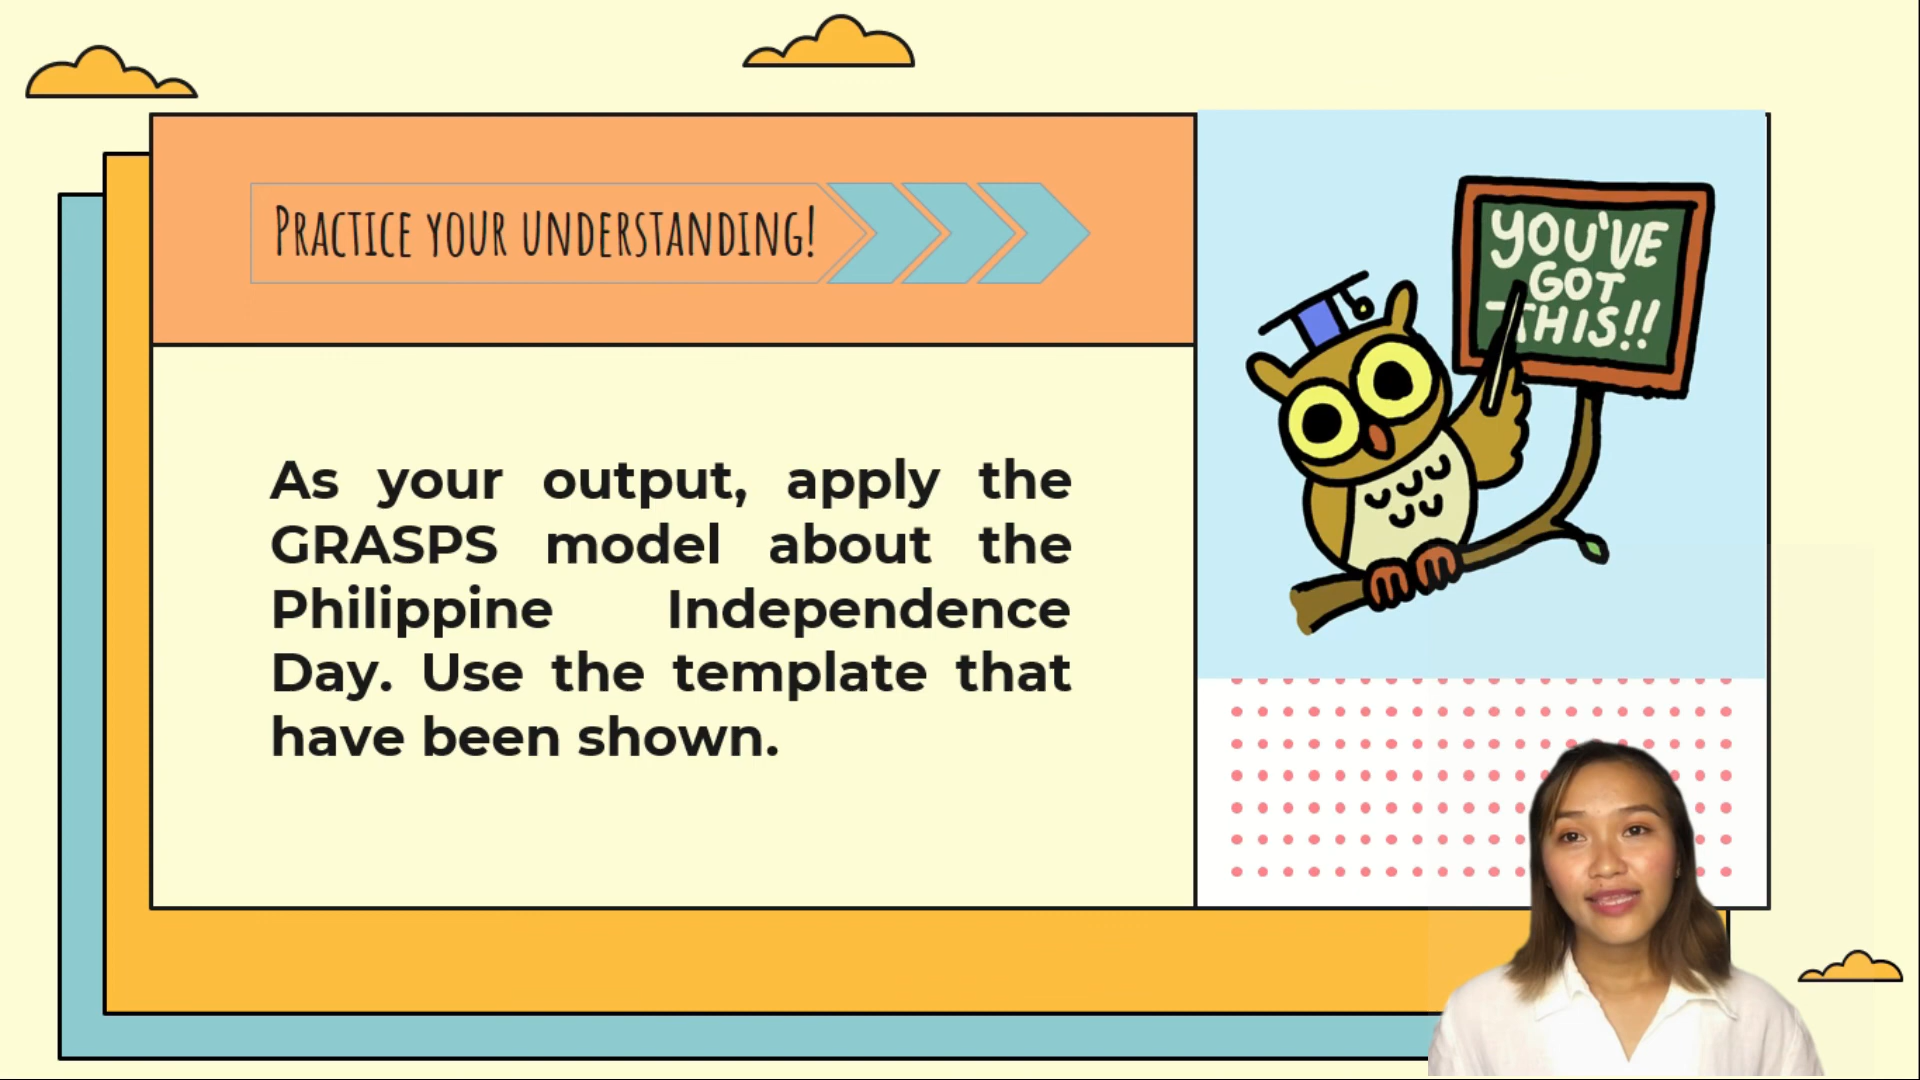 PRACTICE YOUR UNDERSTANDING!
As your output, apply the
GRASPS model about the
Philippine Independence
Day. Use the template that
have been shown.
YOU'VE
GOT
THIS!!